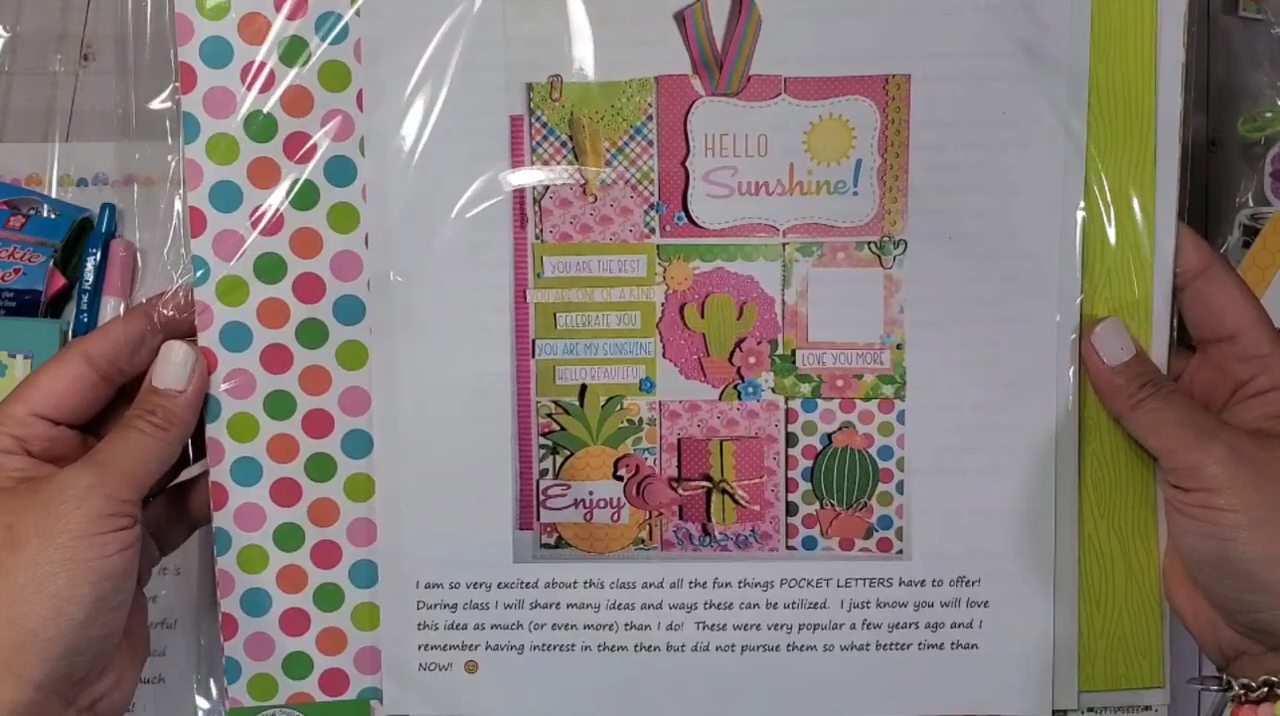 HELLO
Sunshine!
YOU ARE THE BEST
YOU ARE ONE OF A KIND
CELEBRATE YOU
YOU ARE MY SUNSHINE
HELLO BEAUTIFUL
LOVE YOU MORE
Enjoy
sweet
I am so very excited about this class and all the fun things POCKET LETTERS have to offer!
During class I will share many ideas and ways these can be utilized. I just know you will love
this idea as much (or even more) than I do! These were very popular a few years ago and I
remember having interest in them then but did not pursue them so what better time than
NOW! 😊
it is